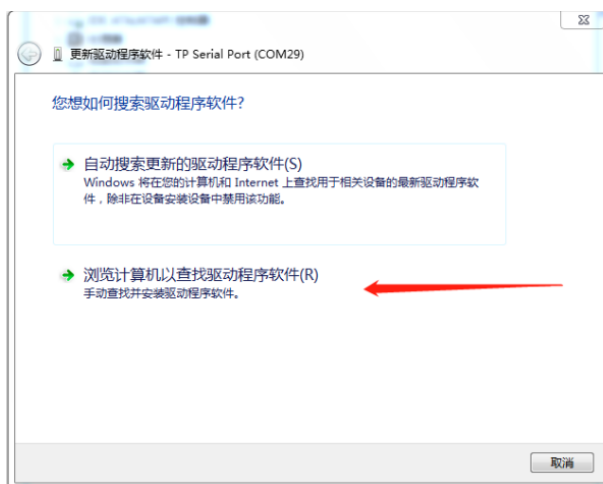 更新驱动程序软件 - TP Serial Port (COM29)
您想如何搜索驱动程序软件?
自动搜索更新的驱动程序软件(S)
Windows 将在您的计算机和 Internet 上查找用于相关设备的最新驱动程序软
件，除非在设备安装设备中禁用该功能。
浏览计算机以查找驱动程序软件(R)
手动查找并安装驱动程序软件。
取消